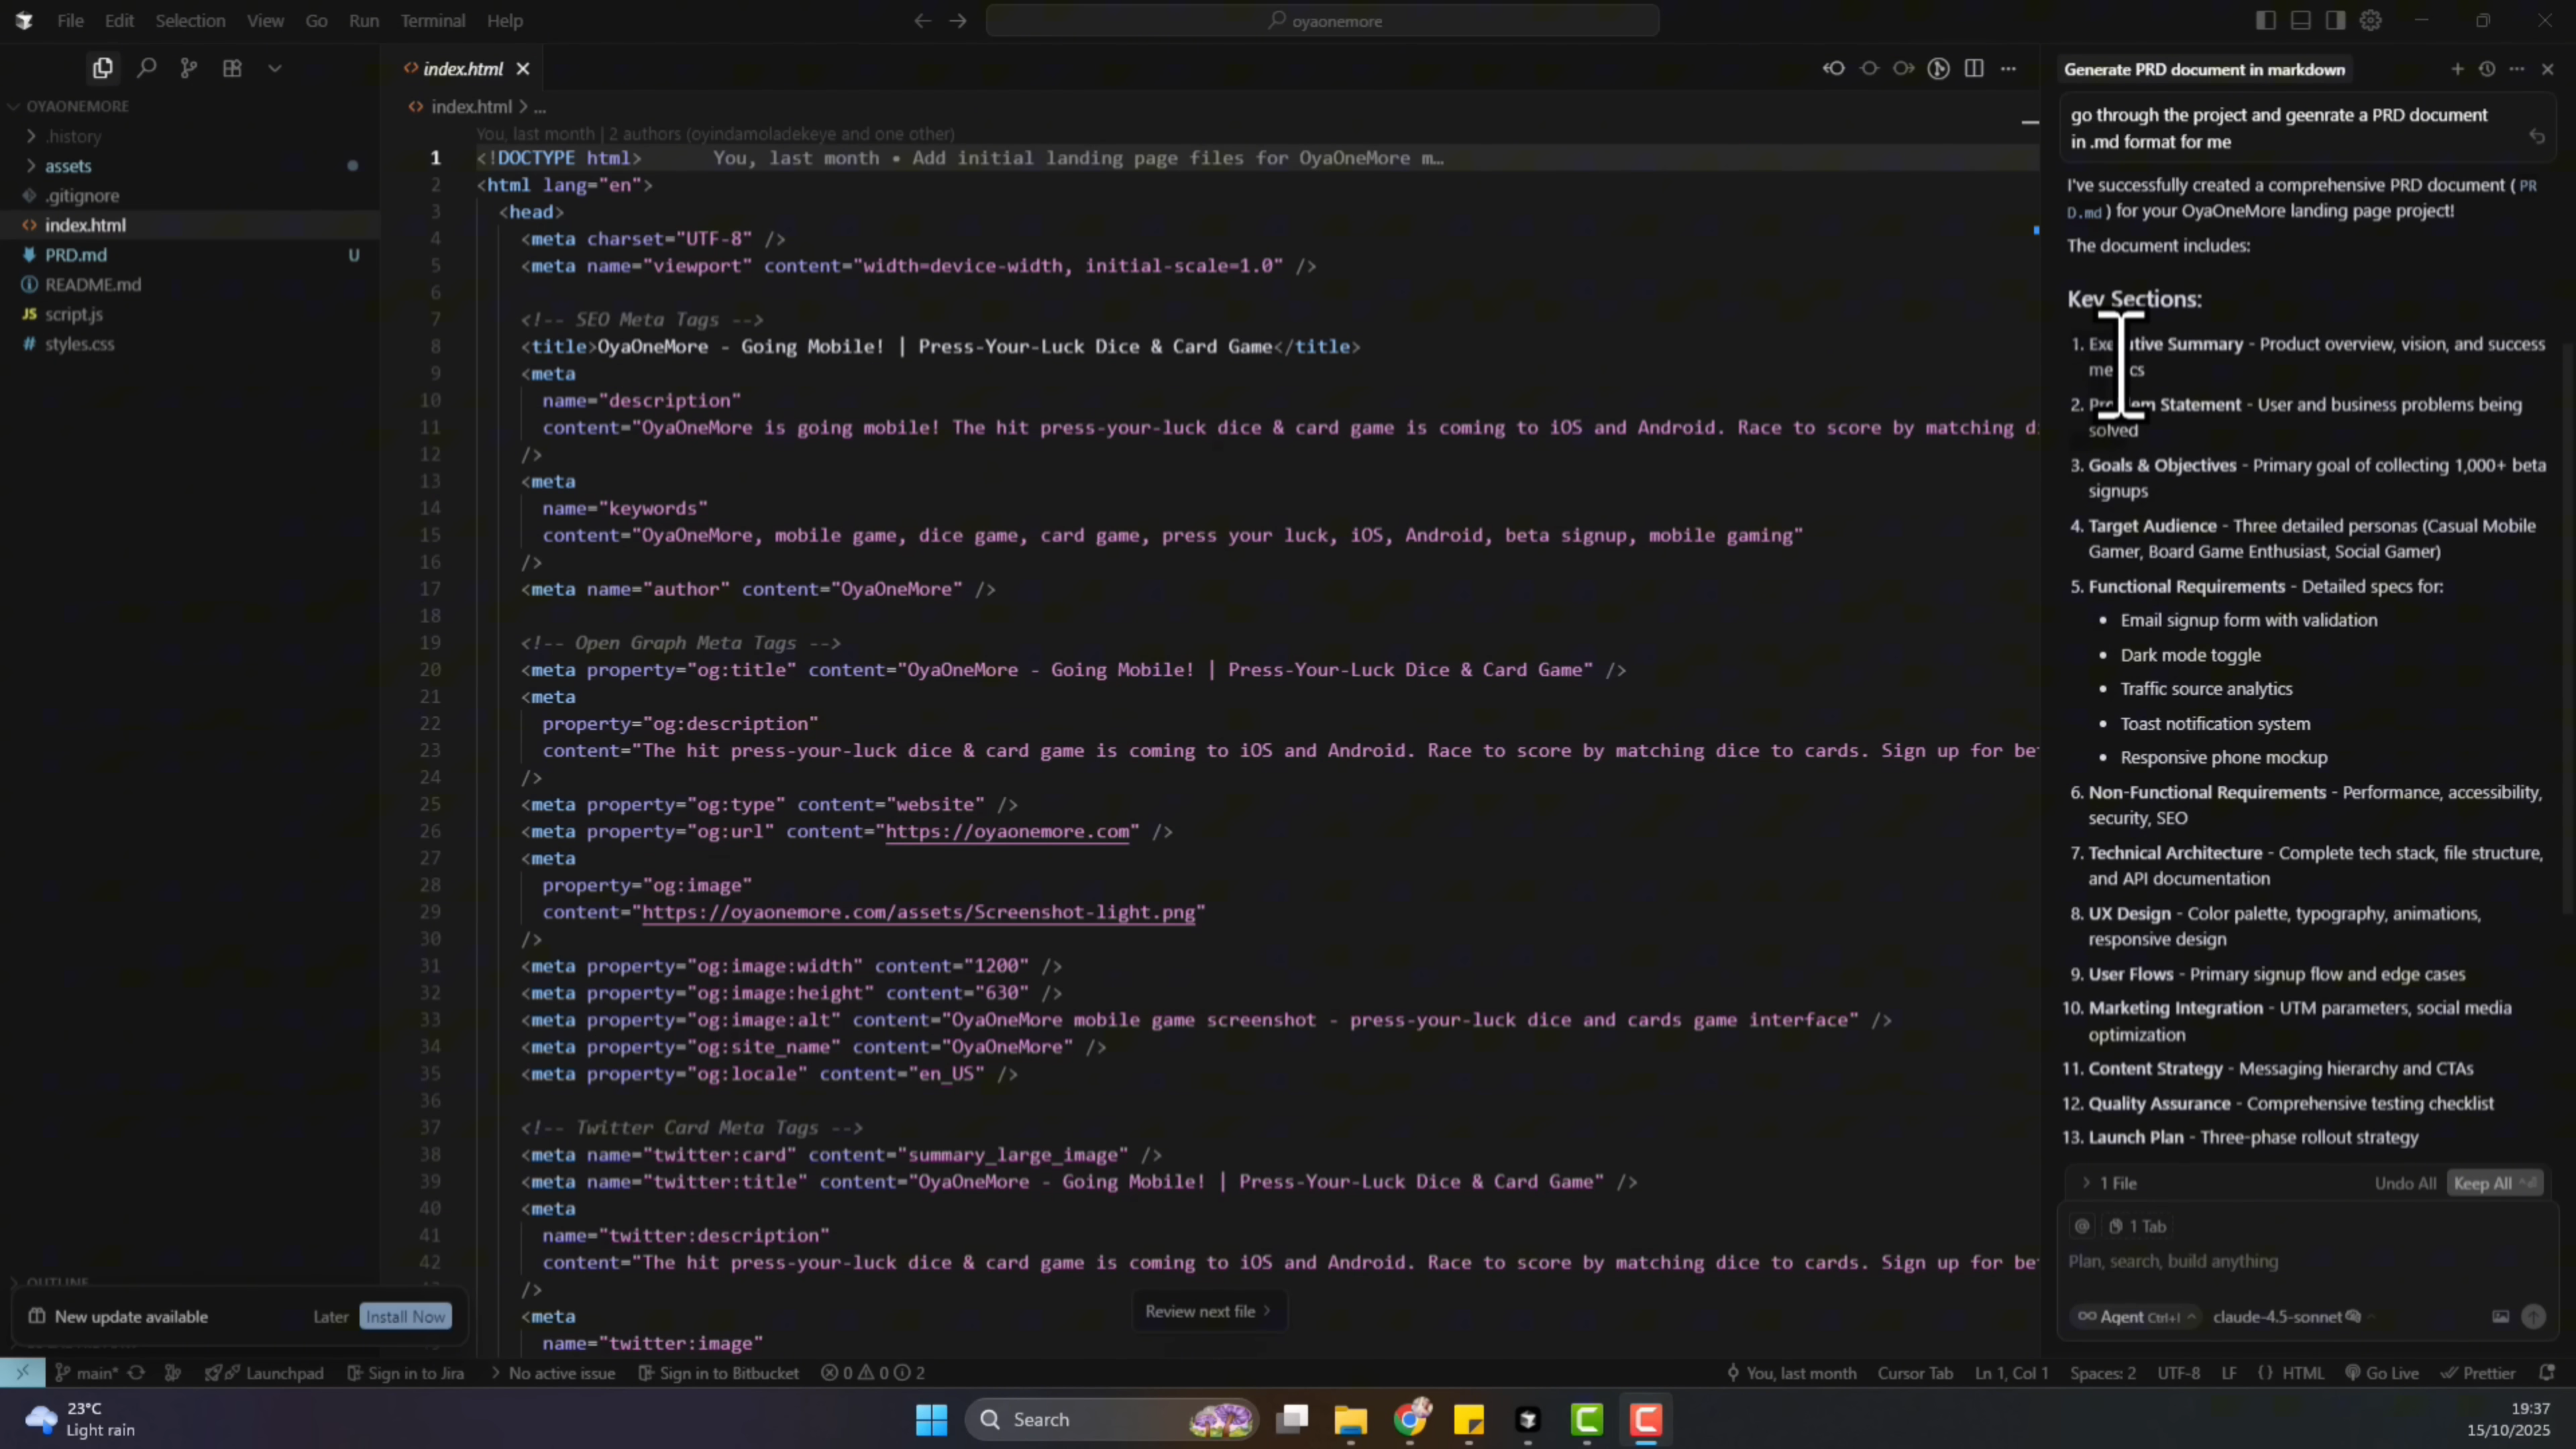 File Edit Selection View Go Run Terminal Help
oyaonemore
index.html
Generate PRD document in markdown
OYAONEMORE
.history
assets
.gitignore
index.html
PRD.md U
README.md
JS script.js
# styles.css
index.html > ...
You, last month | 2 authors (oyindamoladekeye and one other)
1 <!DOCTYPE html> You, last month • Add initial landing page files for OyaOneMore m…
2 <html lang="en">
3 <head>
4 <meta charset="UTF-8" />
5 <meta name="viewport" content="width=device-width, initial-scale=1.0" />
6
7 <!-- SEO Meta Tags -->
8 <title>OyaOneMore - Going Mobile! | Press-Your-Luck Dice & Card Game</title>
9 <meta
10 name="description"
11 content="OyaOneMore is going mobile! The hit press-your-luck dice & card game is coming to iOS and Android. Race to score by matching di
12 />
13 <meta
14 name="keywords"
15 content="OyaOneMore, mobile game, dice game, card game, press your luck, iOS, Android, beta signup, mobile gaming"
16 />
17 <meta name="author" content="OyaOneMore" />
18
19 <!-- Open Graph Meta Tags -->
20 <meta property="og:title" content="OyaOneMore - Going Mobile! | Press-Your-Luck Dice & Card Game" />
21 <meta
22 property="og:description"
23 content="The hit press-your-luck dice & card game is coming to iOS and Android. Race to score by matching dice to cards. Sign up for be
24 />
25 <meta property="og:type" content="website" />
26 <meta property="og:url" content="https://oyaonemore.com" />
27 <meta
28 property="og:image"
29 content="https://oyaonemore.com/assets/Screenshot-light.png"
30 />
31 <meta property="og:image:width" content="1200" />
32 <meta property="og:image:height" content="630" />
33 <meta property="og:image:alt" content="OyaOneMore mobile game screenshot - press-your-luck dice and cards game interface" />
34 <meta property="og:site_name" content="OyaOneMore" />
35 <meta property="og:locale" content="en_US" />
36
37 <!-- Twitter Card Meta Tags -->
38 <meta name="twitter:card" content="summary_large_image" />
39 <meta name="twitter:title" content="OyaOneMore - Going Mobile! | Press-Your-Luck Dice & Card Game" />
40 <meta
41 name="twitter:description"
42 content="The hit press-your-luck dice & card game is coming to iOS and Android. Race to score by matching dice to cards. Sign up for be
/>
<meta
name="twitter:image"
Review next file >
go through the project and geenrate a PRD document
in .md format for me
I've successfully created a comprehensive PRD document ( PR
D.md ) for your OyaOneMore landing page project!
The document includes:
Key Sections:
1. Executive Summary - Product overview, vision, and success
metrics
2. Problem Statement - User and business problems being
solved
3. Goals & Objectives - Primary goal of collecting 1,000+ beta
signups
4. Target Audience - Three detailed personas (Casual Mobile
Gamer, Board Game Enthusiast, Social Gamer)
5. Functional Requirements - Detailed specs for:
• Email signup form with validation
• Dark mode toggle
• Traffic source analytics
• Toast notification system
• Responsive phone mockup
6. Non-Functional Requirements - Performance, accessibility,
security, SEO
7. Technical Architecture - Complete tech stack, file structure,
and API documentation
8. UX Design - Color palette, typography, animations,
responsive design
9. User Flows - Primary signup flow and edge cases
10. Marketing Integration - UTM parameters, social media
optimization
11. Content Strategy - Messaging hierarchy and CTAs
12. Quality Assurance - Comprehensive testing checklist
13. Launch Plan - Three-phase rollout strategy
> 1 File Undo All Keep All
@ 1 Tab
Plan, search, build anything
Agent Ctrl+I claude-4.5-sonnet
OUTLINE
New update available Later Install Now
main* Launchpad Sign in to Jira > No active issue Sign in to Bitbucket 0 0 2 You, last month Cursor Tab Ln 1, Col 1 Spaces: 2 UTF-8 LF {} HTML Go Live Prettier
23°C
Light rain
Search
19:37
15/10/2025